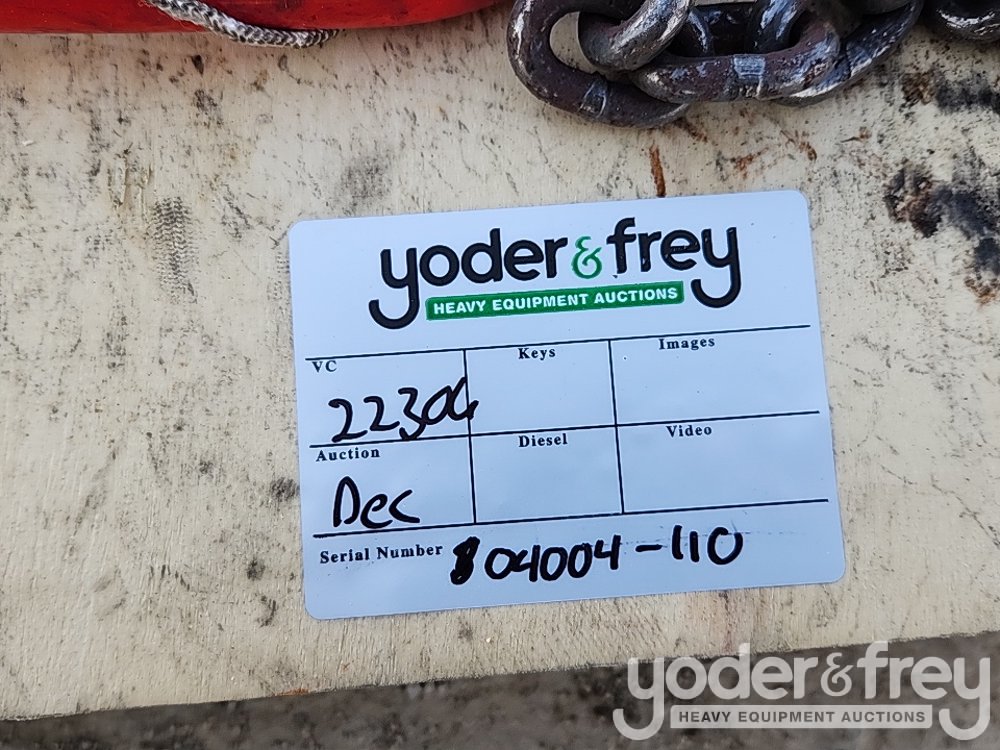 yoder & frey
HEAVY EQUIPMENT AUCTIONS
VC Keys Images
22304
Auction Diesel Video
Dec
Serial Number 804004-110
yoder & frey
HEAVY EQUIPMENT AUCTIONS